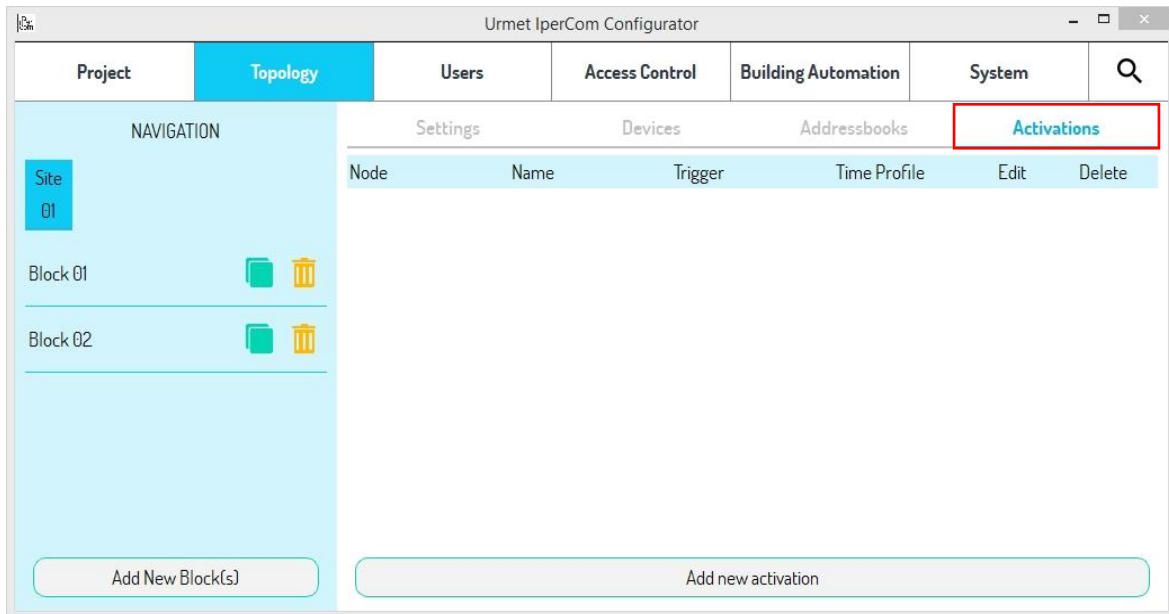 Urmet IperCom Configurator
Project Topology Users Access Control Building Automation System
NAVIGATION
Settings Devices Addressbooks Activations
Node Name Trigger Time Profile Edit Delete
Site
01
Block 01
Block 02
Add New Block(s)
Add new activation